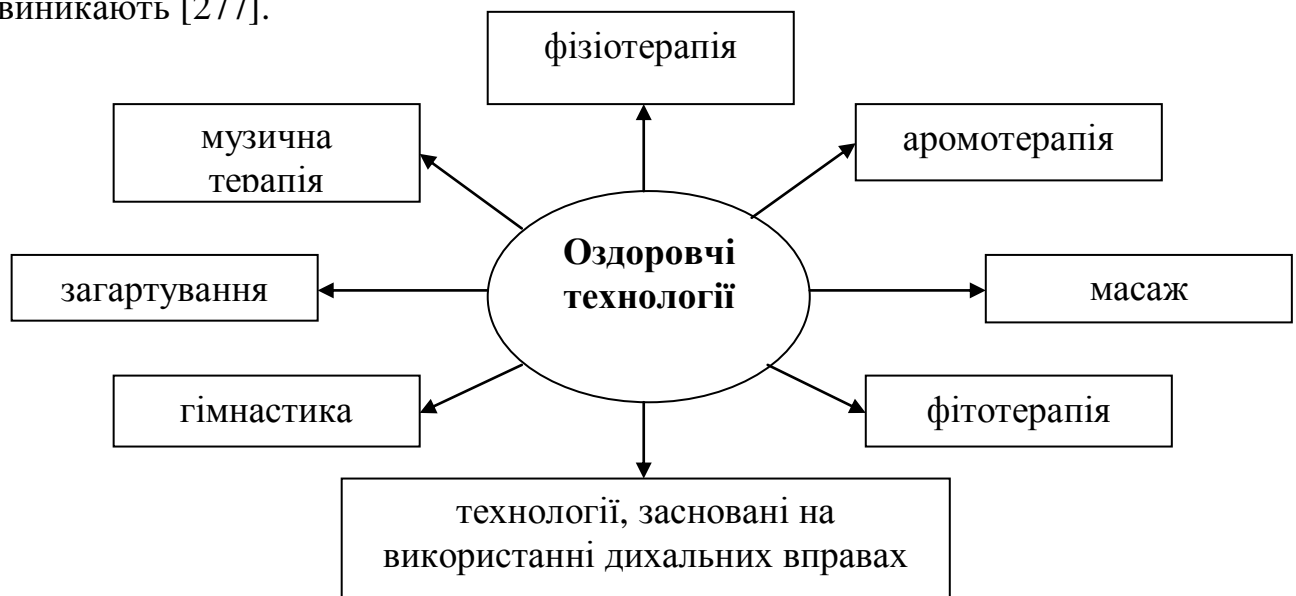 виникають [277].
фізіотерапія
музична
терапія
аромотерапія
Оздоровчі
технології
загартування
масаж
гімнастика
фітотерапія
технології, засновані на
використанні дихальних вправах